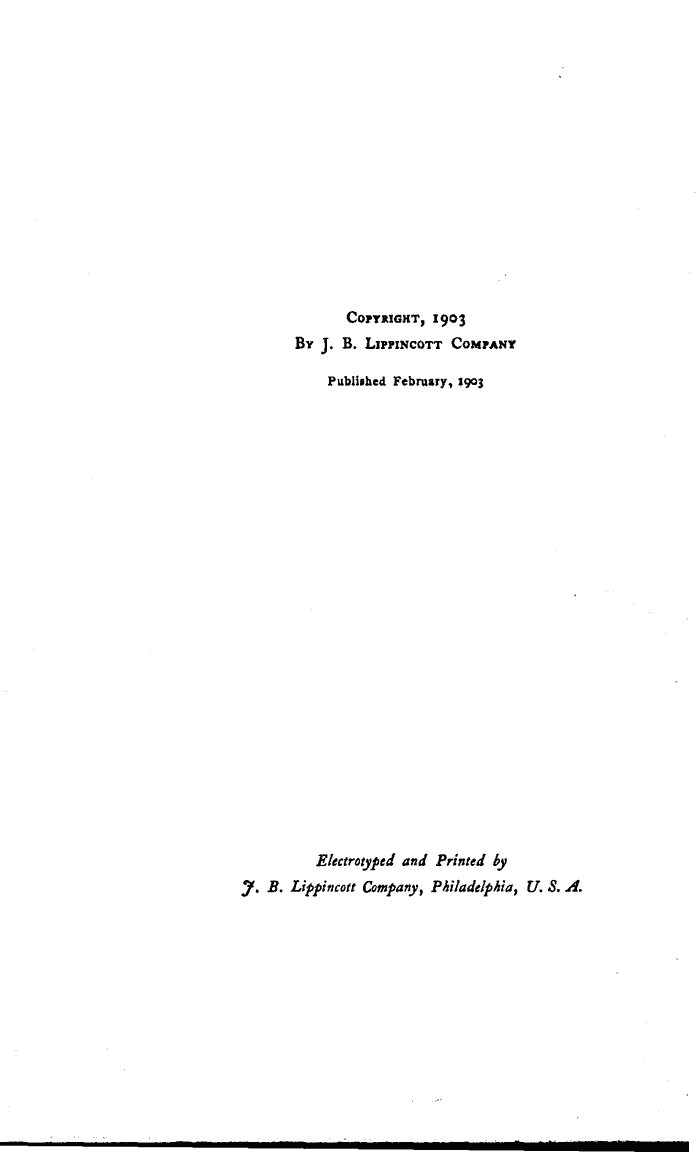 COPYRIGHT, 1903
BY J. B. LIPPINCOTT COMPANY
Published February, 1903
Electrotyped and Printed by
J. B. Lippincott Company, Philadelphia, U. S. A.